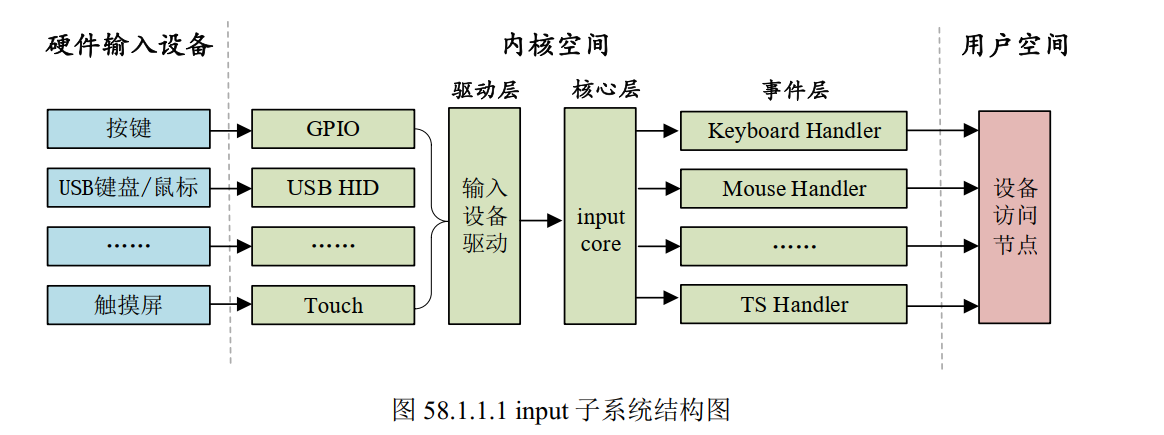 硬件输入设备
内核空间
用户空间
驱动层
核心层
事件层
按键
GPIO
Keyboard Handler
USB键盘/鼠标
USB HID
Mouse Handler
输入
设备
驱动
input
core
设备
访问
节点
……
……
……
触摸屏
Touch
TS Handler
图 58.1.1.1 input 子系统结构图